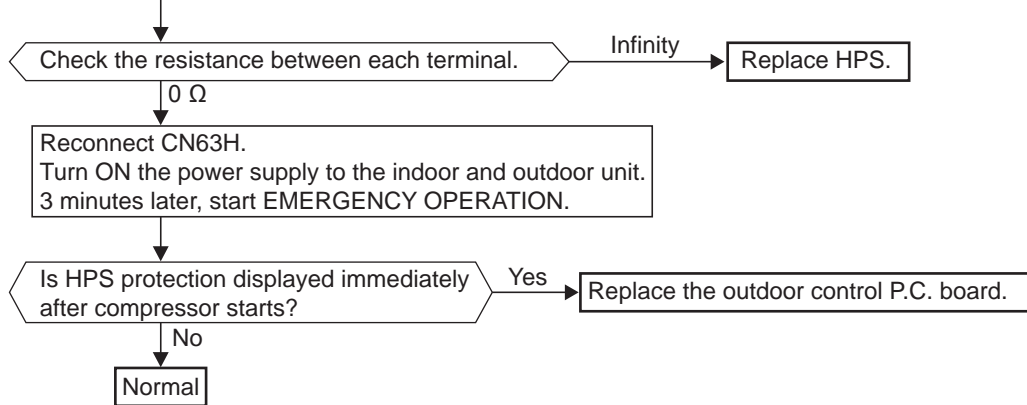 Check the resistance between each terminal.
Infinity
Replace HPS.
0 Ω
Reconnect CN63H.
Turn ON the power supply to the indoor and outdoor unit.
3 minutes later, start EMERGENCY OPERATION.
Is HPS protection displayed immediately
after compressor starts?
Yes
Replace the outdoor control P.C. board.
No
Normal